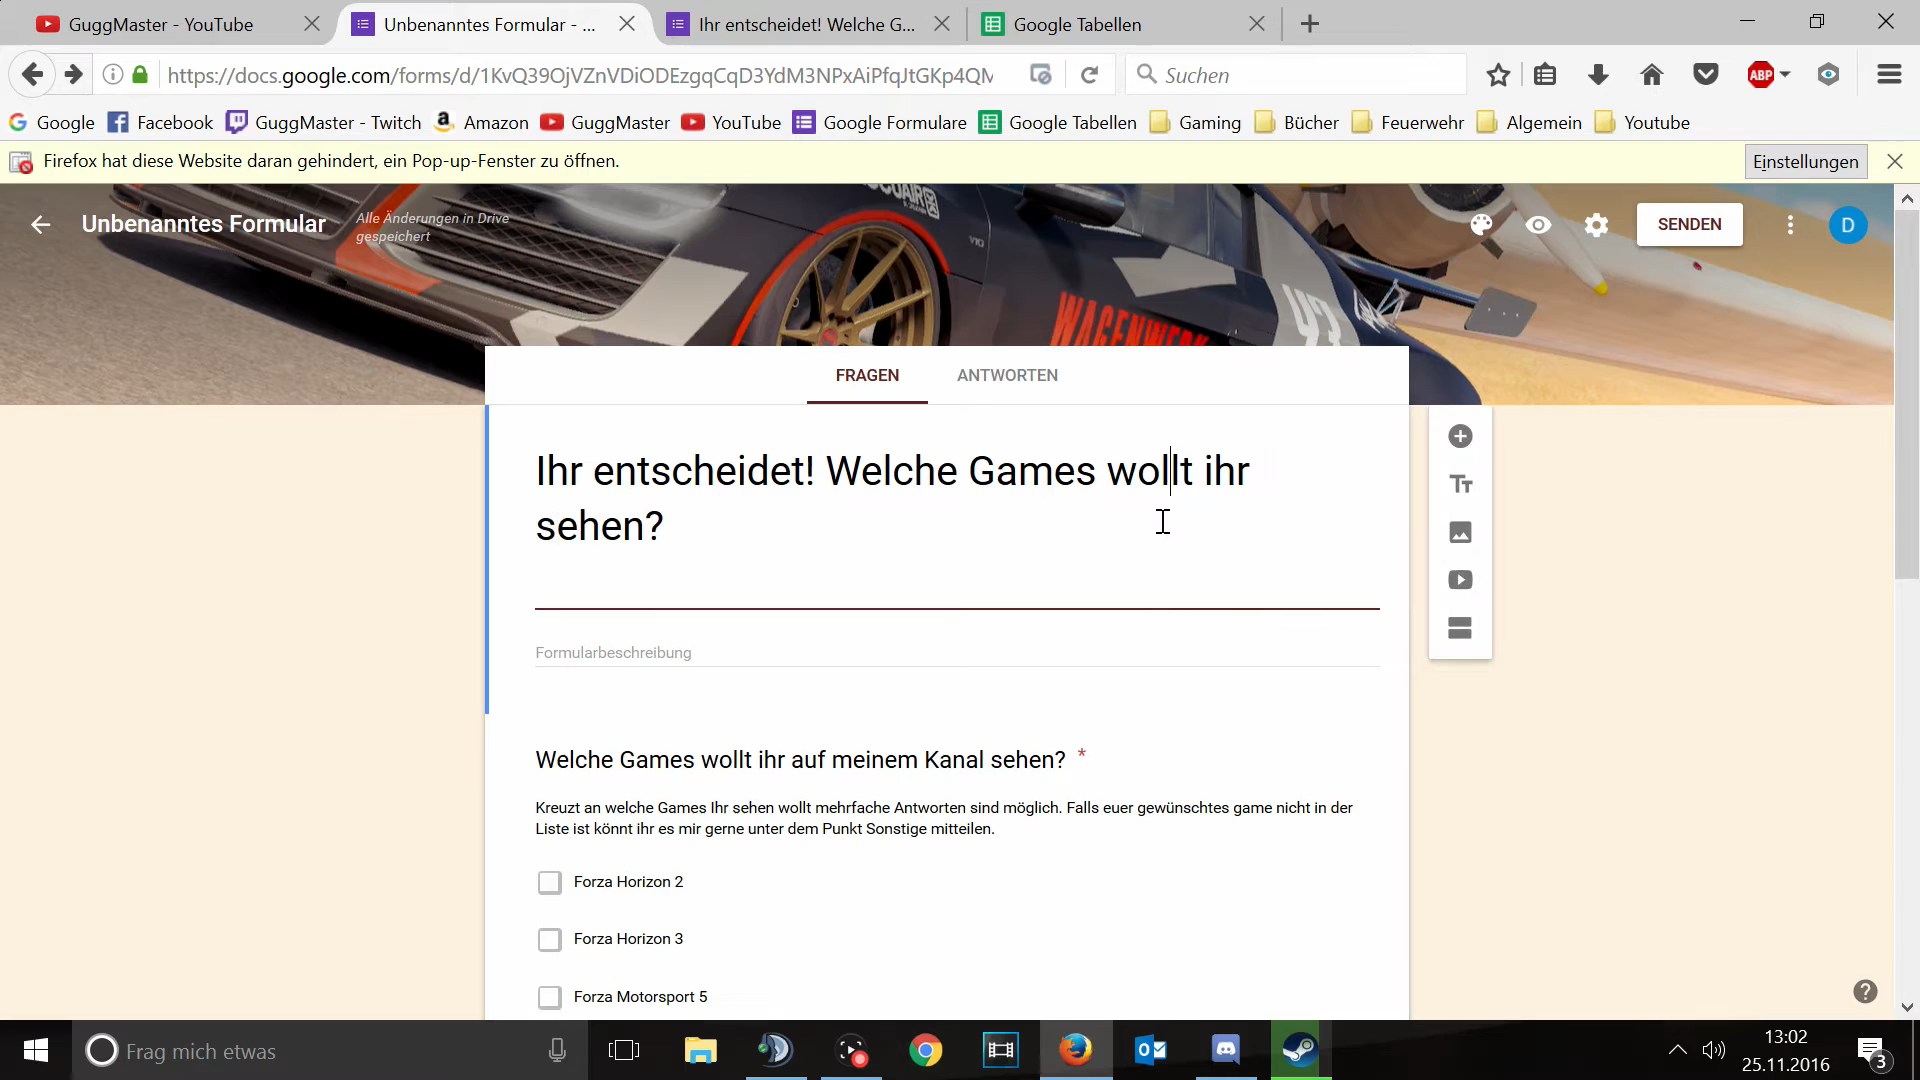 GuggMaster - YouTube
Unbenanntes Formular - ...
Ihr entscheidet! Welche G...
Google Tabellen
https://docs.google.com/forms/d/1KvQ39OjVZnVDiODEzgqCqD3YdM3NPxAiPfqJtGKp4QM
Suchen
ABP
Google
Facebook
GuggMaster - Twitch
Amazon
GuggMaster
YouTube
Google Formulare
Google Tabellen
Gaming
Bücher
Feuerwehr
Algemein
Youtube
Firefox hat diese Website daran gehindert, ein Pop-up-Fenster zu öffnen.
Einstellungen
Unbenanntes Formular
Alle Änderungen in Drive
gespeichert
SENDEN
D
V10
WAGENWERK
43
FRAGEN
ANTWORTEN
Ihr entscheidet! Welche Games wollt ihr
sehen?
Formularbeschreibung
Welche Games wollt ihr auf meinem Kanal sehen? *
Kreuzt an welche Games Ihr sehen wollt mehrfache Antworten sind möglich. Falls euer gewünschtes game nicht in der
Liste ist könnt ihr es mir gerne unter dem Punkt Sonstige mitteilen.
Forza Horizon 2
Forza Horizon 3
Forza Motorsport 5
Frag mich etwas
13:02
25.11.2016
3